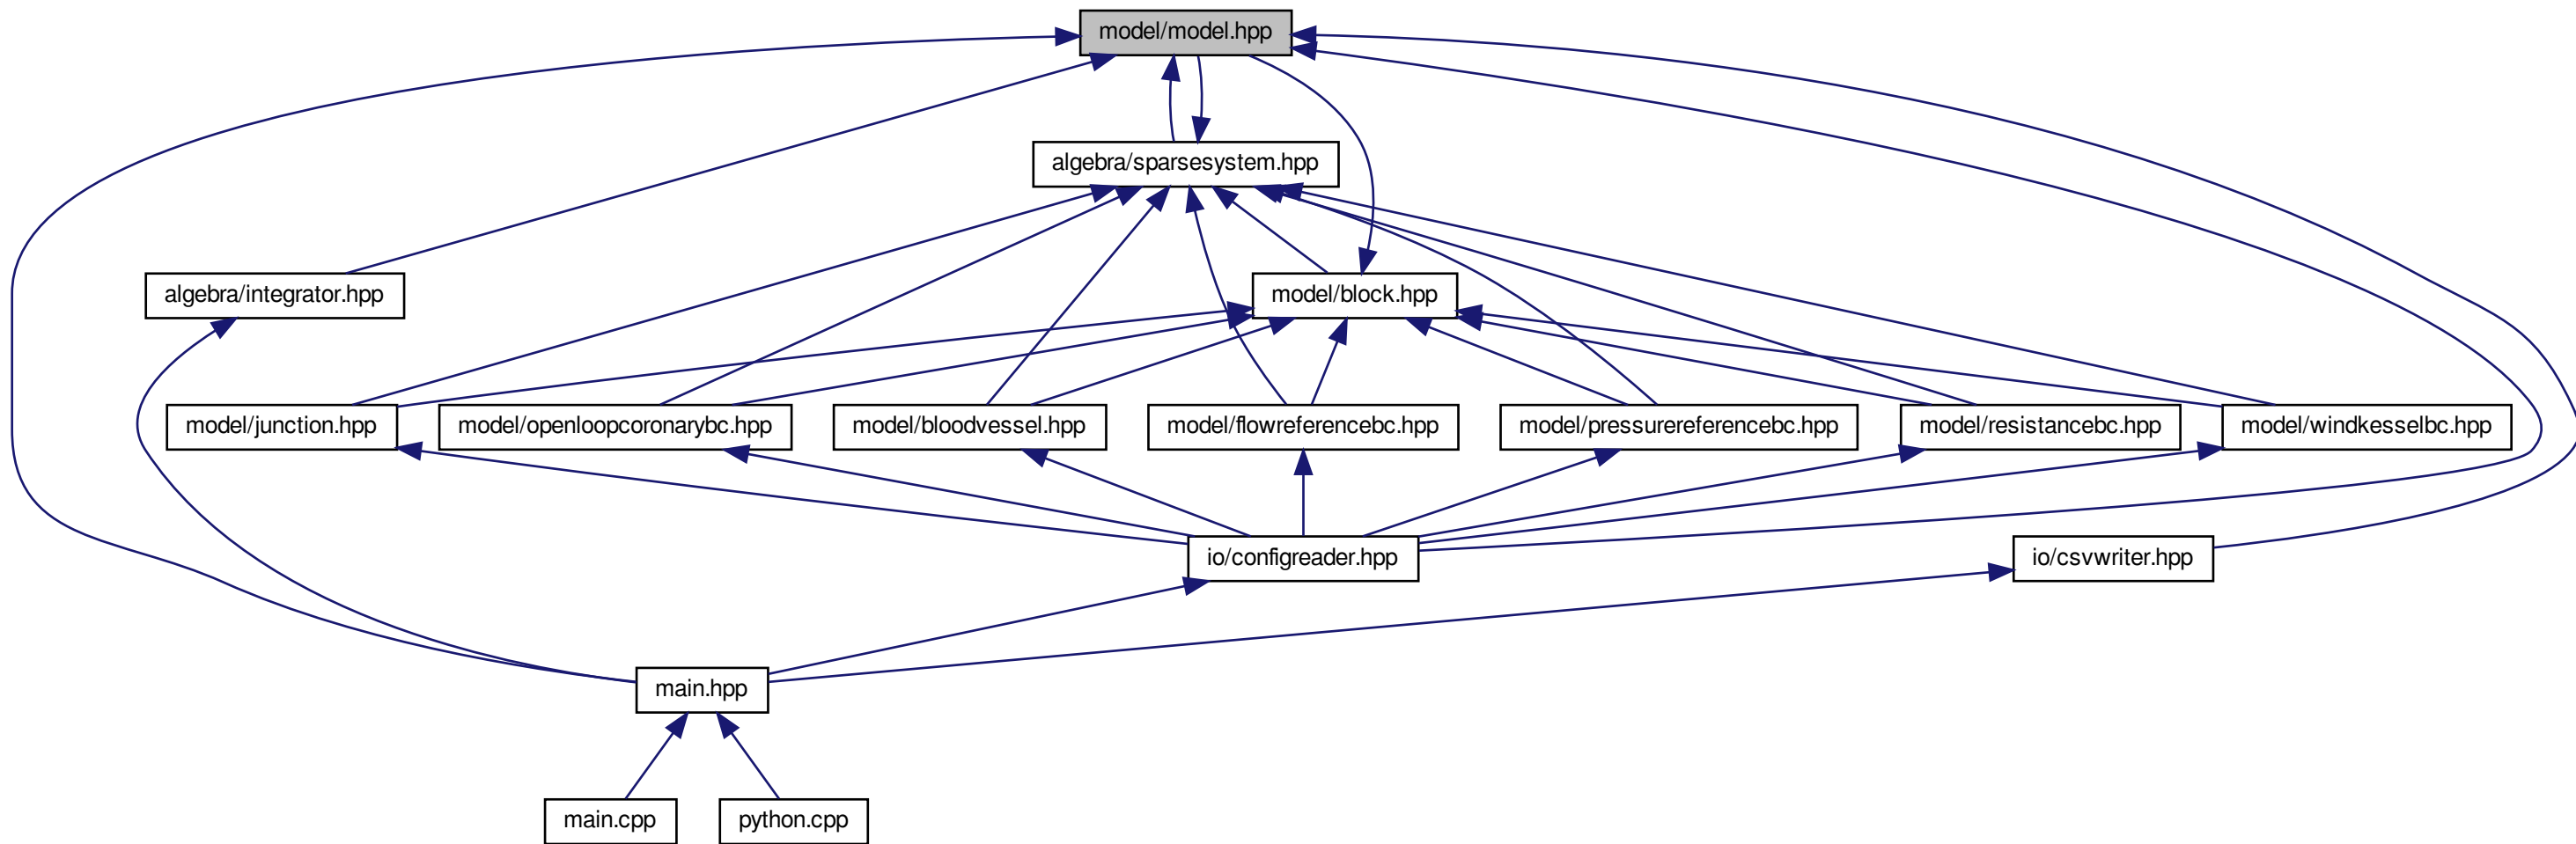 model/model.hpp
algebra/sparsesystem.hpp
algebra/integrator.hpp
model/block.hpp
model/junction.hpp
model/openloopcoronarybc.hpp
model/bloodvessel.hpp
model/flowreferencebc.hpp
model/pressurereferencebc.hpp
model/resistancebc.hpp
model/windkesselbc.hpp
io/configreader.hpp
io/csvwriter.hpp
main.hpp
main.cpp
python.cpp